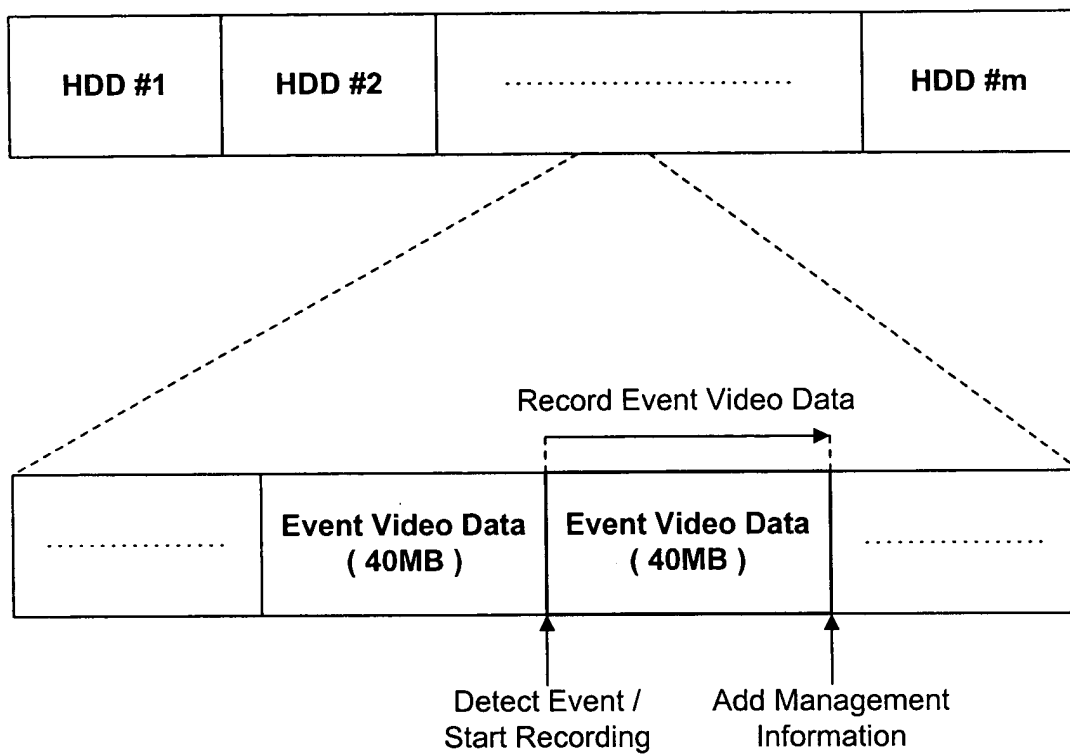 HDD #1 HDD #2 ........................................ HDD #m
Record Event Video Data
......................... Event Video Data Event Video Data .........................
( 40MB ) ( 40MB )
Detect Event / Add Management
Start Recording Information